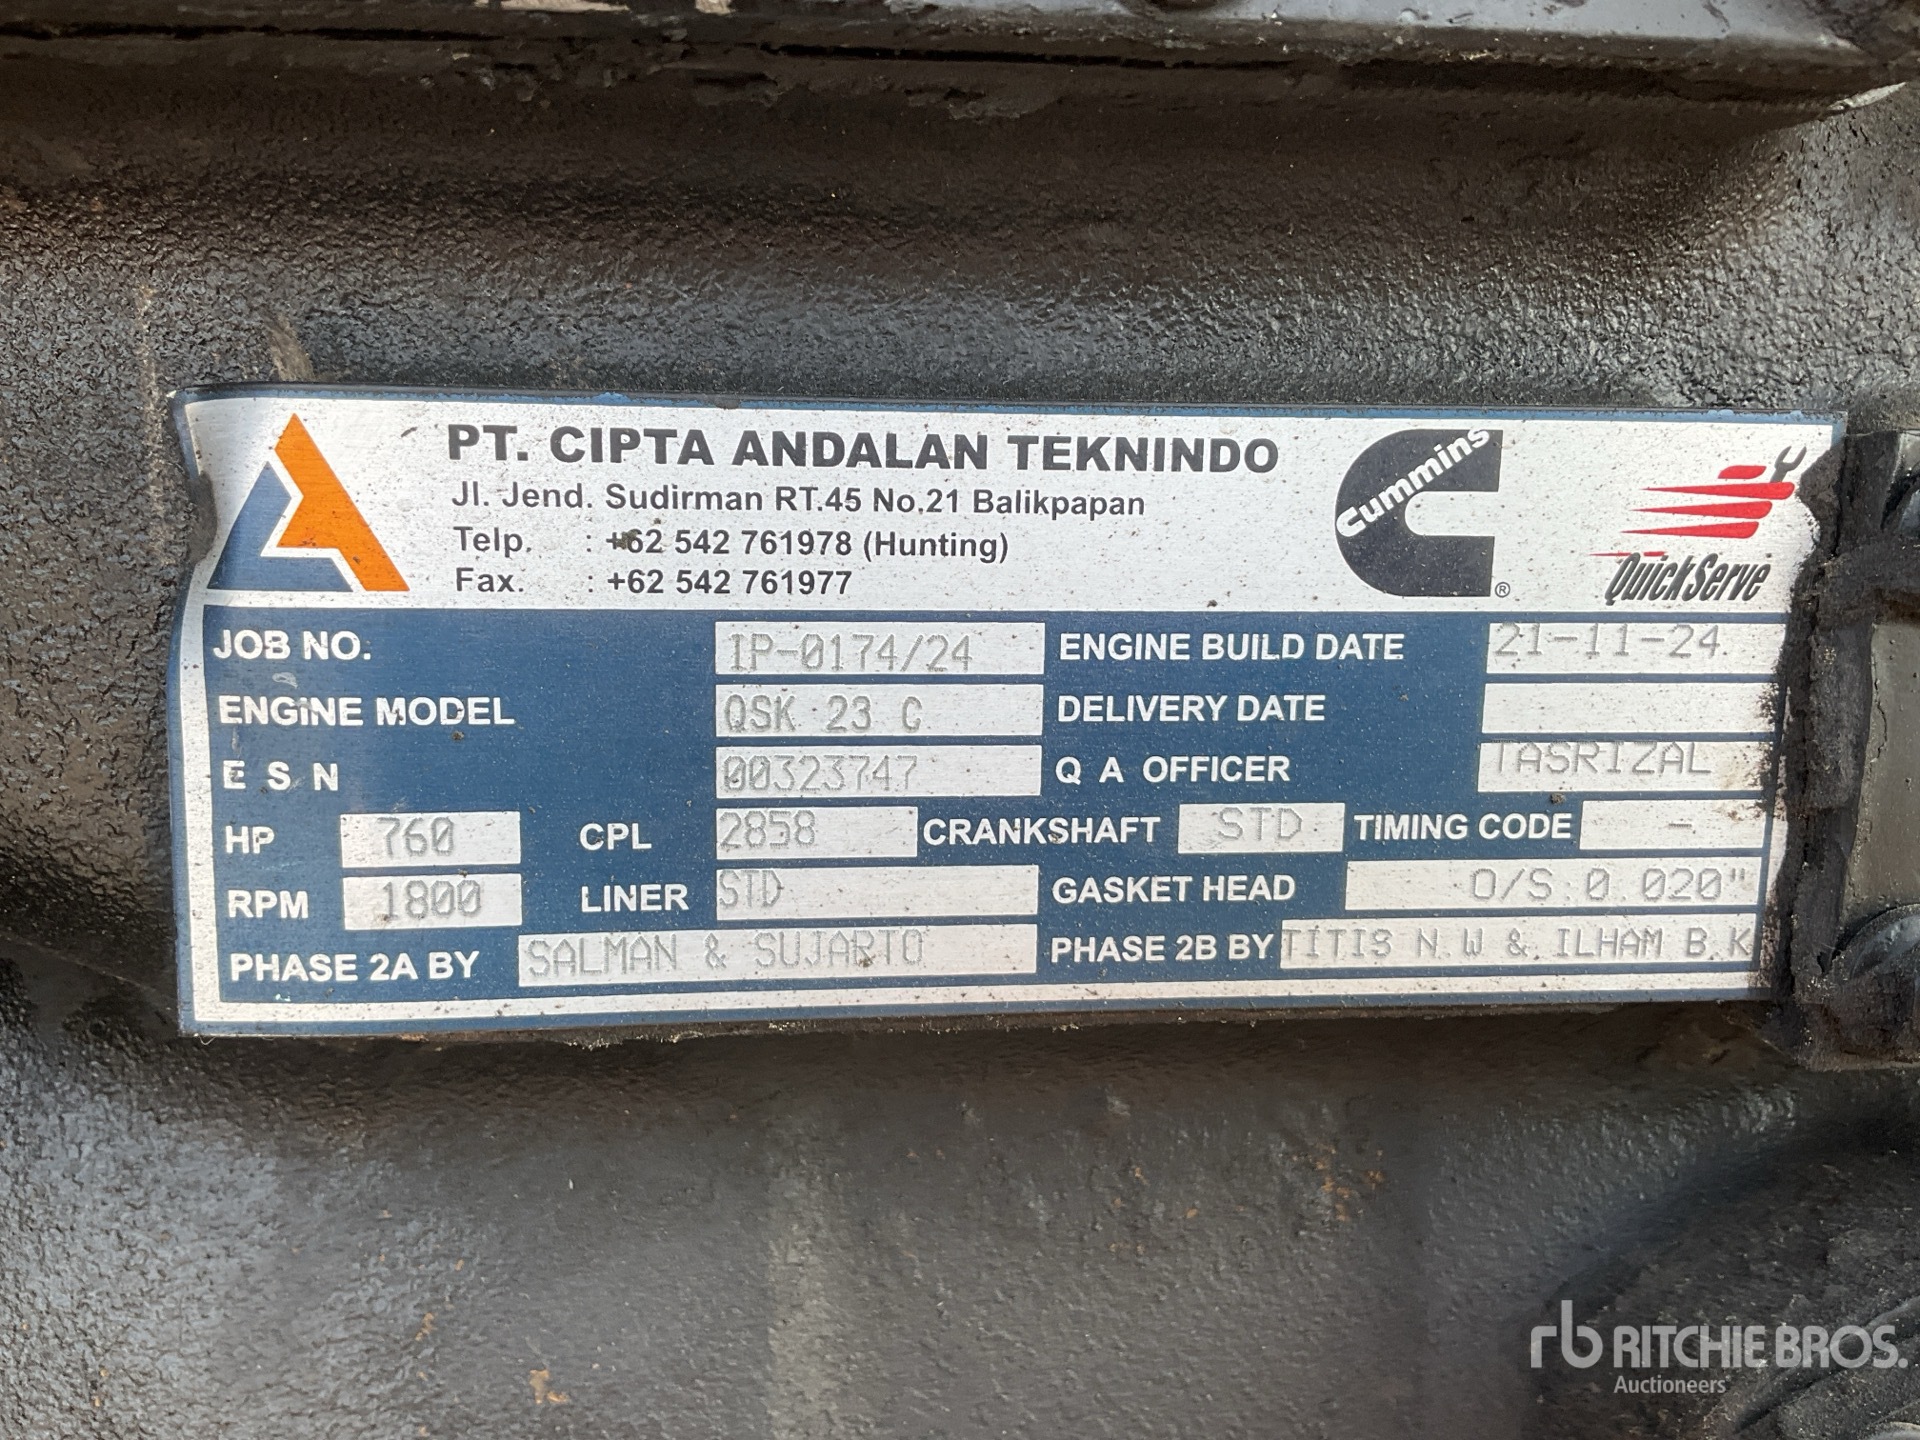 PT. CIPTA ANDALAN TEKNINDO
Jl. Jend. Sudirman RT.45 No.21 Balikpapan
Telp. : +62 542 761978 (Hunting)
Fax. : +62 542 761977
Cummins ®
QuickServe
JOB NO. IP-0174/24 ENGINE BUILD DATE 21-11-24
ENGINE MODEL QSK 23 C DELIVERY DATE
E S N 00323747 Q A OFFICER TASRIZAL
HP 760 CPL 2858 CRANKSHAFT STD TIMING CODE -
RPM 1800 LINER STD GASKET HEAD O/S 0.020"
PHASE 2A BY SALMAN & SUJARTO PHASE 2B BY TITIS N.W & ILHAM B.K
rb RITCHIE BROS.
Auctioneers